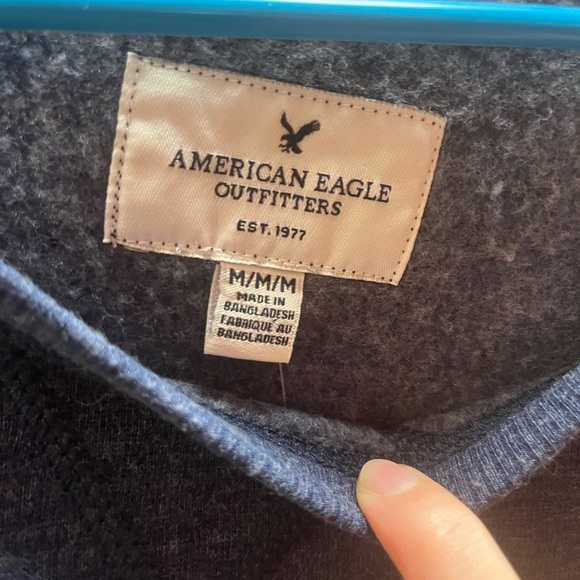 AMERICAN EAGLE
OUTFITTERS
EST. 1977
M/M/M
MADE IN
BANGLADESH
FABRIQUÉ AU
BANGLADESH